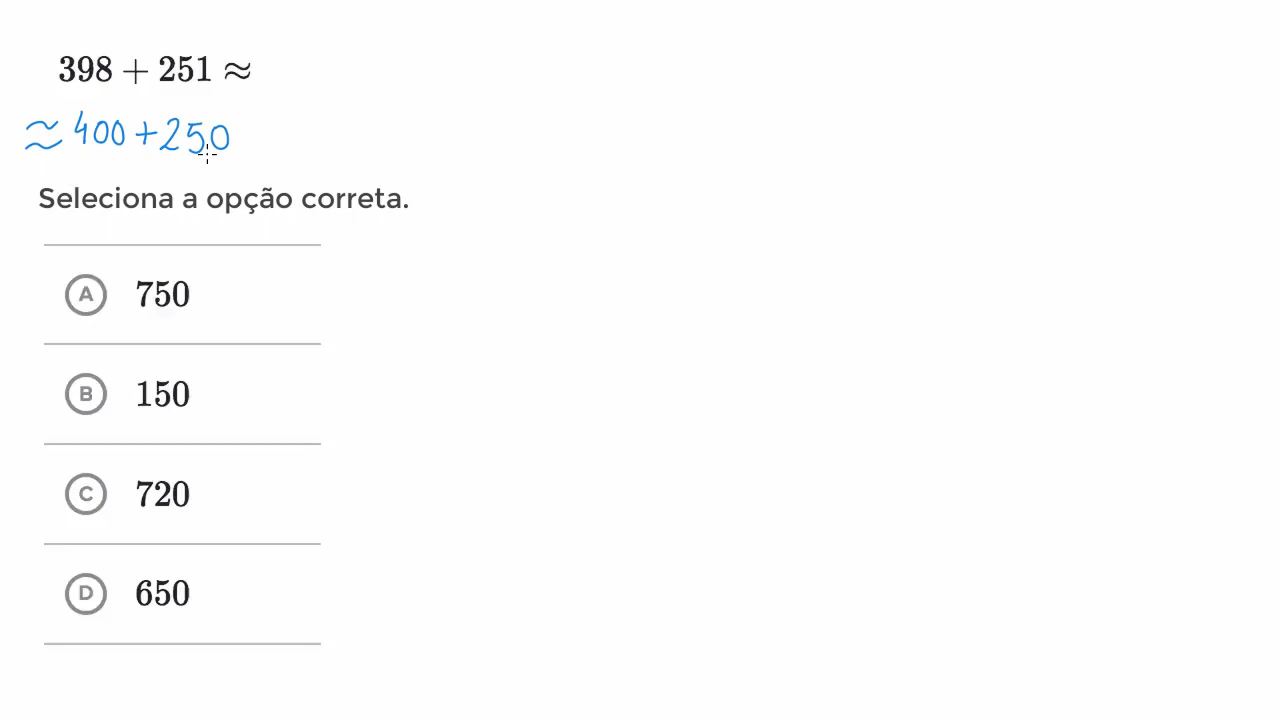 398 + 251 ≈
≈ 400 + 250
Seleciona a opção correta.
A 750
B 150
C 720
D 650